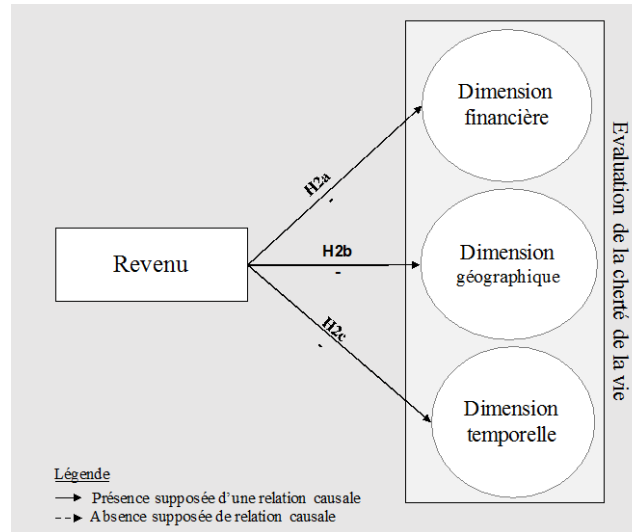 Dimension
financière
H2a
-
Revenu
H2b
-
Dimension
géographique
H2c
-
Dimension
temporelle
Evaluation de la cherté de la vie
Légende
Présence supposée d'une relation causale
Absence supposée de relation causale